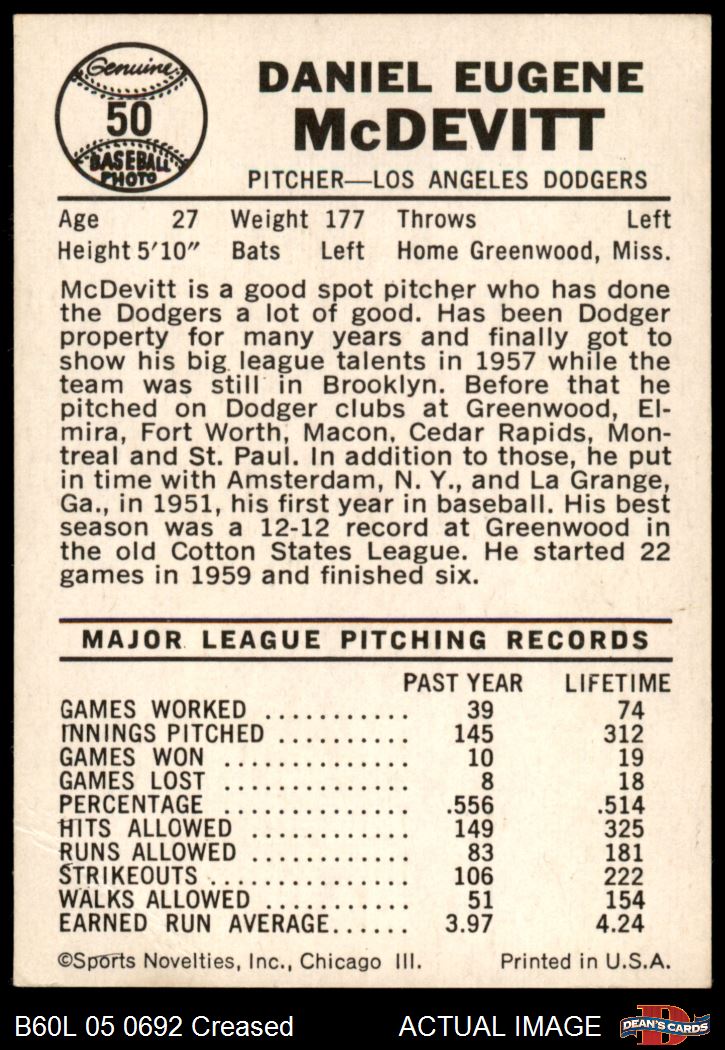 Genuine
50
BASEBALL
PHOTO
DANIEL EUGENE
McDEVITT
PITCHER—LOS ANGELES DODGERS
Age 27 Weight 177 Throws Left
Height 5'10" Bats Left Home Greenwood, Miss.
McDevitt is a good spot pitcher who has done
the Dodgers a lot of good. Has been Dodger
property for many years and finally got to
show his big league talents in 1957 while the
team was still in Brooklyn. Before that he
pitched on Dodger clubs at Greenwood, El-
mira, Fort Worth, Macon, Cedar Rapids, Mon-
treal and St. Paul. In addition to those, he put
in time with Amsterdam, N. Y., and La Grange,
Ga., in 1951, his first year in baseball. His best
season was a 12-12 record at Greenwood in
the old Cotton States League. He started 22
games in 1959 and finished six.
MAJOR LEAGUE PITCHING RECORDS
PAST YEAR LIFETIME
GAMES WORKED ........... 39 74
INNINGS PITCHED .......... 145 312
GAMES WON .............. 10 19
GAMES LOST .............. 8 18
PERCENTAGE .............. .556 .514
HITS ALLOWED ............ 149 325
RUNS ALLOWED ............ 83 181
STRIKEOUTS ............... 106 222
WALKS ALLOWED ........... 51 154
EARNED RUN AVERAGE...... 3.97 4.24
©Sports Novelties, Inc., Chicago Ill. Printed in U.S.A.
B60L 05 0692 Creased ACTUAL IMAGE
D
DEAN'S CARDS